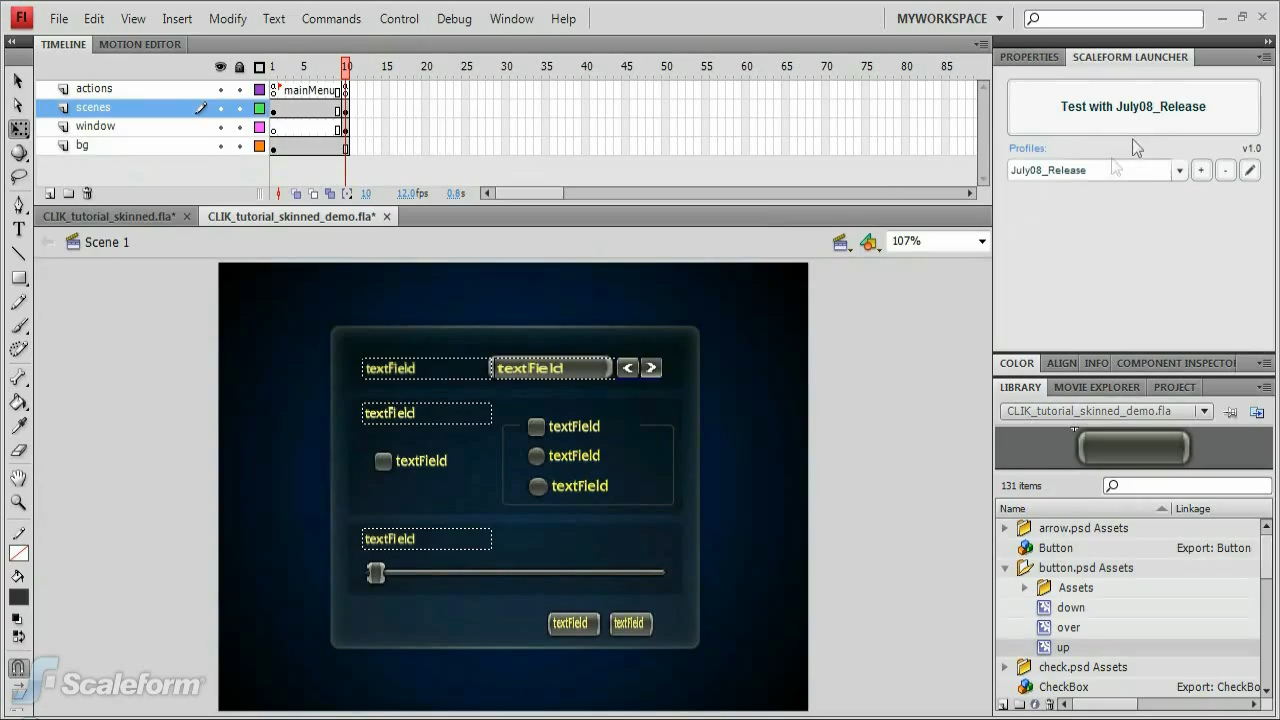 Fl File Edit View Insert Modify Text Commands Control Debug Window Help MYWORKSPACE
TIMELINE MOTION EDITOR
1 5 10 15 20 25 30 35 40 45 50 55 60 65 70 75 80 85
actions mainMenu
scenes
window
bg
10 12.0fps 0.8s
CLIK_tutorial_skinned.fla* CLIK_tutorial_skinned_demo.fla*
Scene 1 107%
textField textField < >
textField
textField
textField
textField
textField
textField
textField textField
Scaleform
PROPERTIES SCALEFORM LAUNCHER
Test with July08_Release
Profiles: v1.0
July08_Release + -
COLOR ALIGN INFO COMPONENT INSPECTOR
LIBRARY MOVIE EXPLORER PROJECT
CLIK_tutorial_skinned_demo.fla
131 items
Name Linkage
arrow.psd Assets
Button Export: Button
button.psd Assets
Assets
down
over
up
check.psd Assets
CheckBox Export: CheckBo